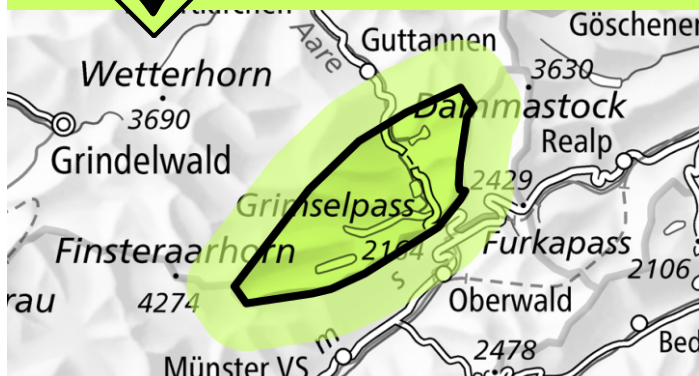 Göschenen
Guttannen
Aare
Wetterhorn
3630
Dammastock
3690
Realp
Grindelwald
2429
Grimselpass
Finsteraarhorn
2164
Furkapass
2106
4274
Oberwald
rau
s
m
Bed
2478
Münster VS